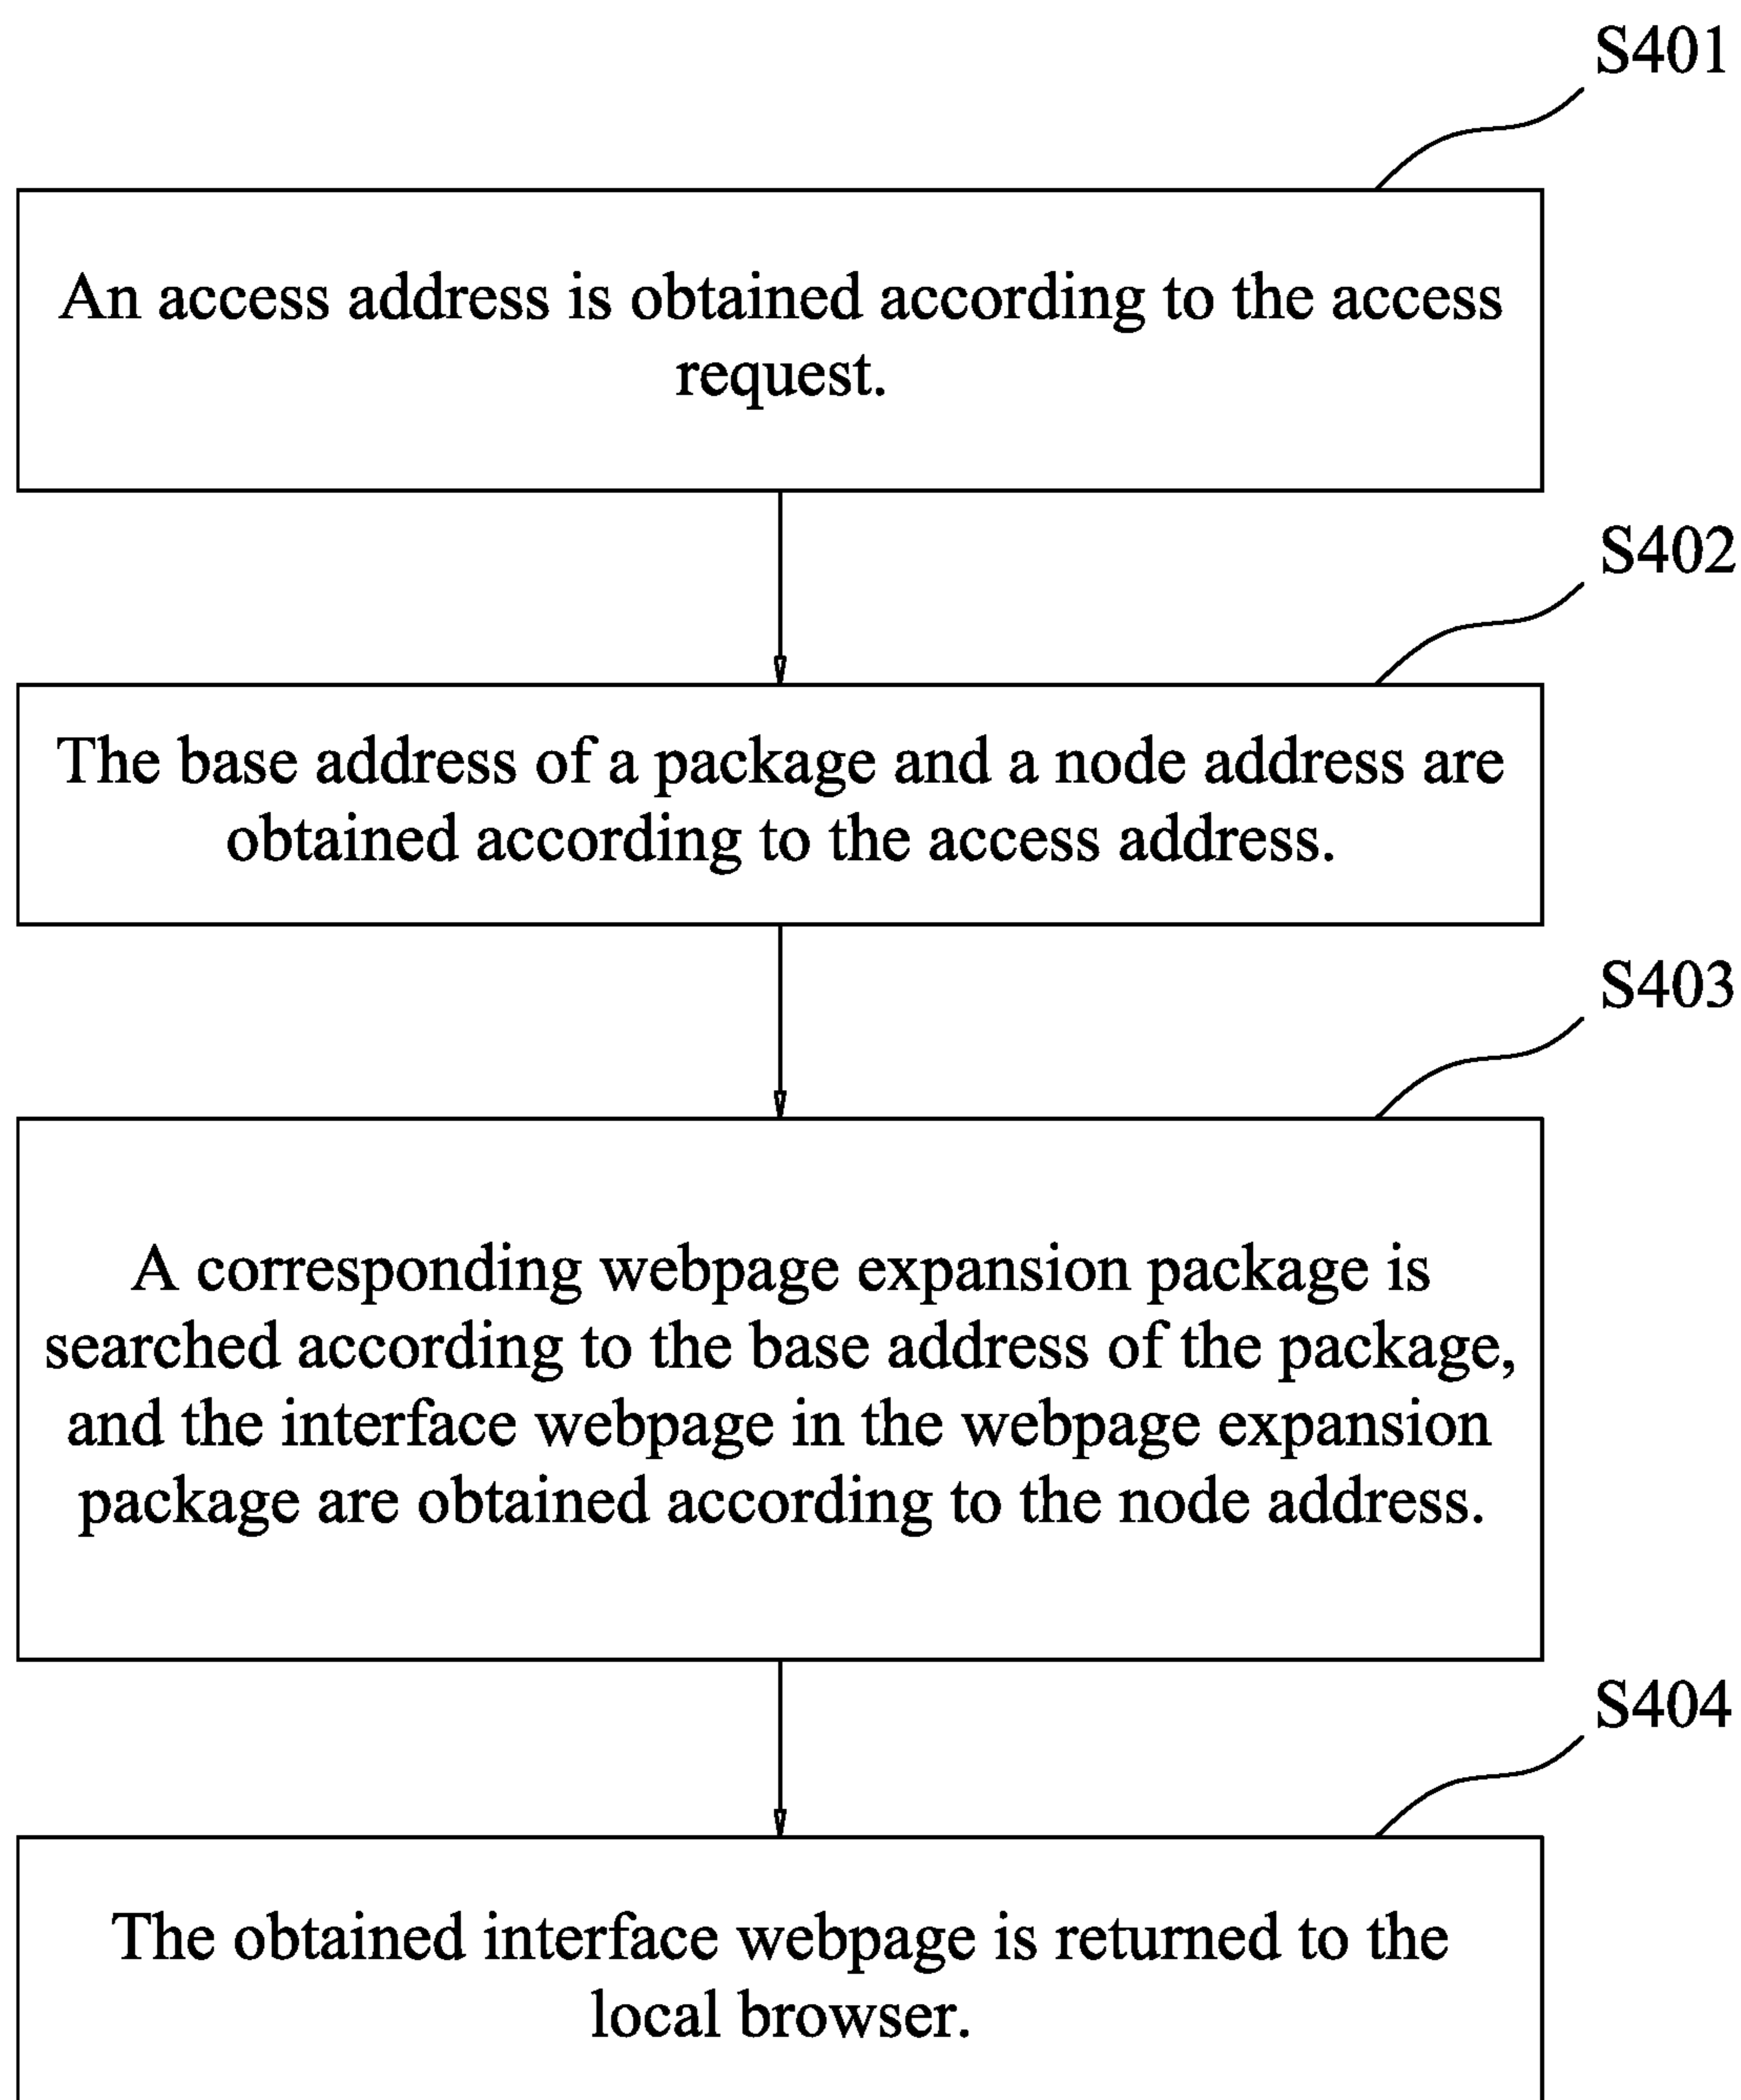 S401
An access address is obtained according to the access
request.
S402
The base address of a package and a node address are
obtained according to the access address.
S403
A corresponding webpage expansion package is
searched according to the base address of the package,
and the interface webpage in the webpage expansion
package are obtained according to the node address.
S404
The obtained interface webpage is returned to the
local browser.